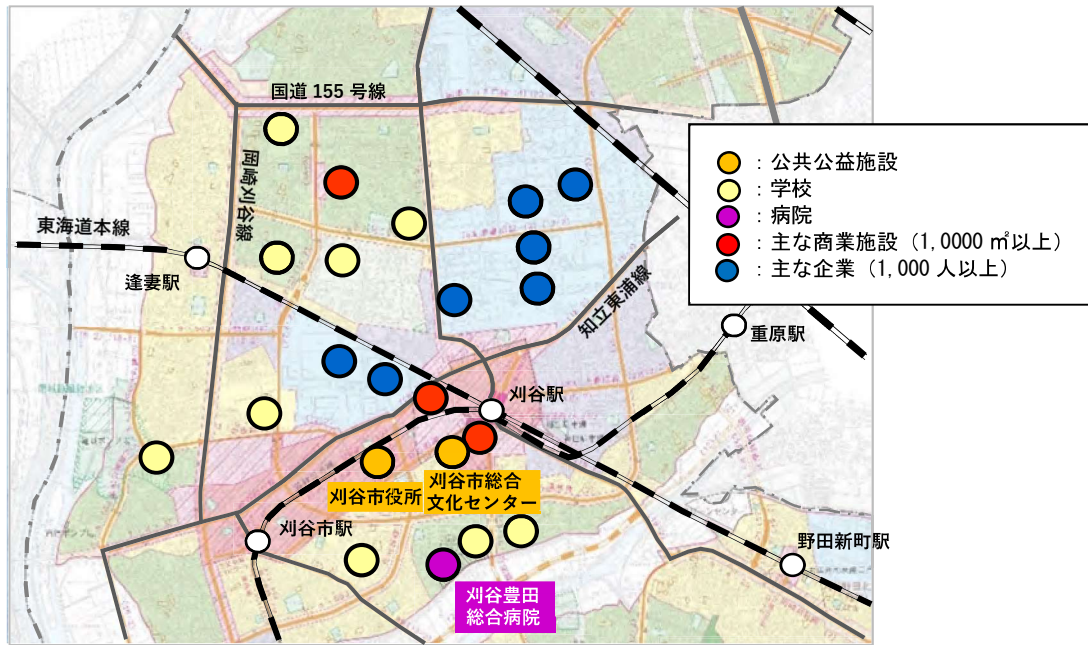 国道 155 号線
岡崎刈谷線
東海道本線
逢妻駅
知立東浦線
：公共公益施設
：学校
：病院
：主な商業施設（1,0000 ㎡以上）
：主な企業（1,000 人以上）
重原駅
刈谷駅
刈谷市役所
刈谷市総合
文化センター
刈谷市駅
野田新町駅
刈谷豊田
総合病院